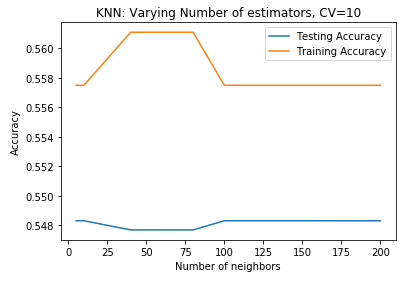 KNN: Varying Number of estimators, CV=10
Testing Accuracy
Training Accuracy
Accuracy
0.560
0.558
0.556
0.554
0.552
0.550
0.548
0 25 50 75 100 125 150 175 200
Number of neighbors